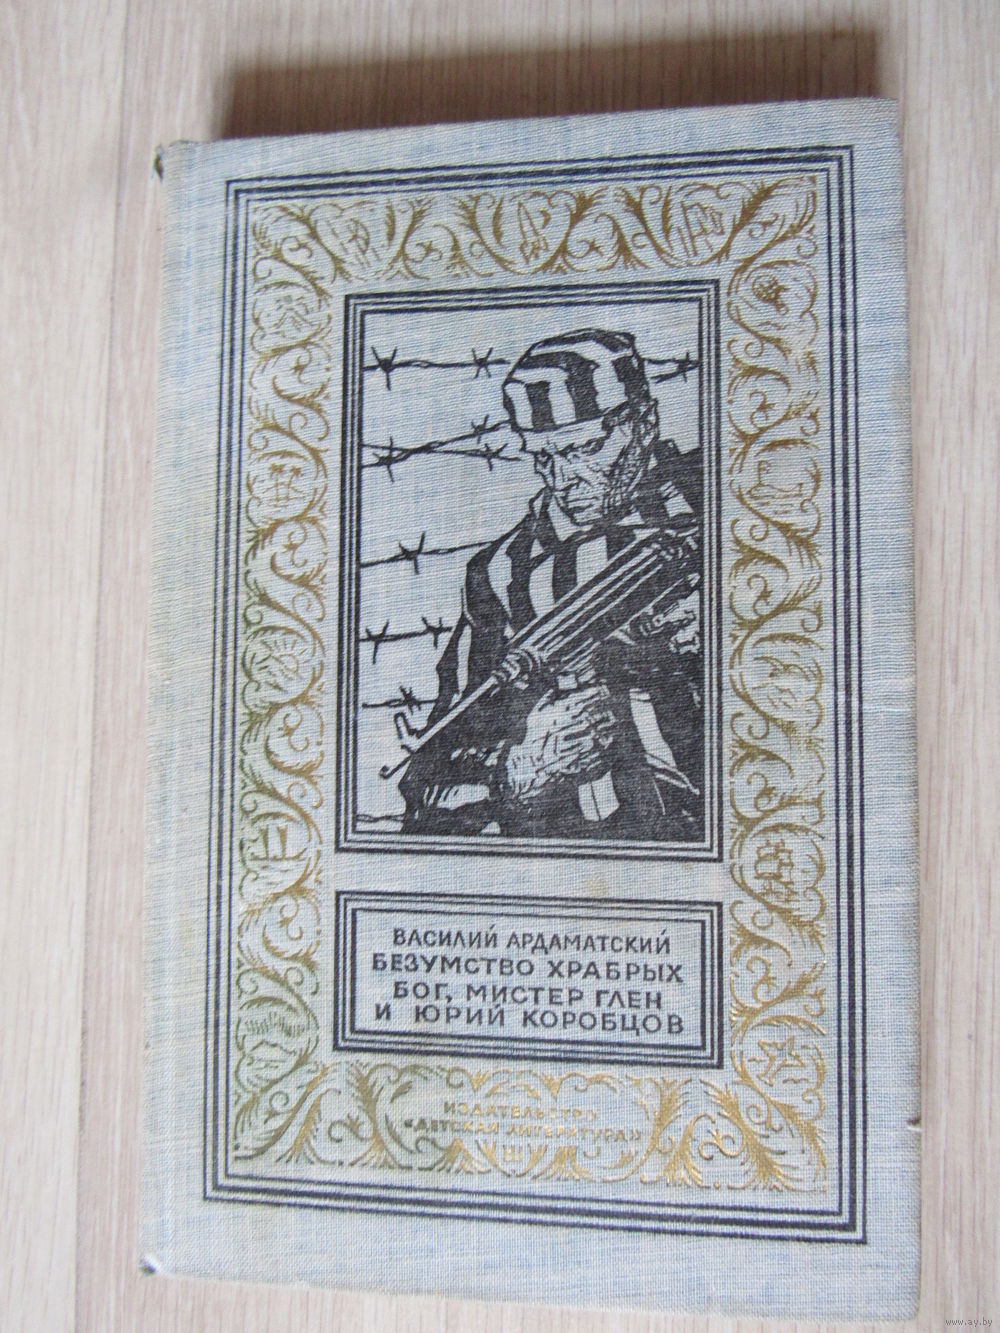 ВАСИЛИЙ АРДАМАТСКИЙ
БЕЗУМСТВО ХРАБРЫХ
БОГ, МИСТЕР ГЛЕН
И ЮРИЙ КОРОБЦОВ
ИЗДАТЕЛЬСТВО
«ДЕТСКАЯ ЛИТЕРАТУРА»
www.ay.by